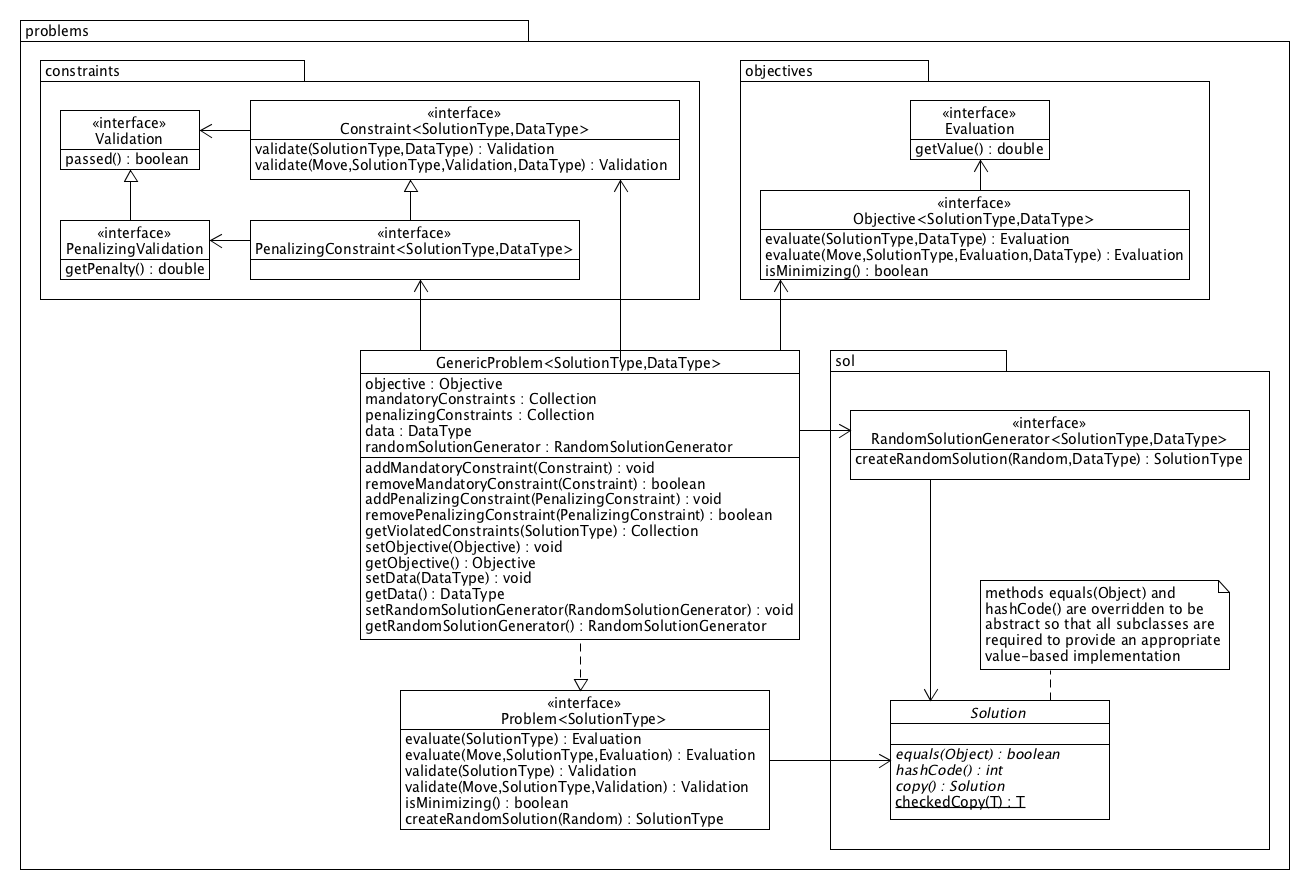 problems
constraints
«interface»
Validation
passed() : boolean
«interface»
Constraint<SolutionType,DataType>
validate(SolutionType,DataType) : Validation
validate(Move,SolutionType,Validation,DataType) : Validation
«interface»
PenalizingValidation
getPenalty() : double
«interface»
PenalizingConstraint<SolutionType,DataType>
objectives
«interface»
Evaluation
getValue() : double
«interface»
Objective<SolutionType,DataType>
evaluate(SolutionType,DataType) : Evaluation
evaluate(Move,SolutionType,Evaluation,DataType) : Evaluation
isMinimizing() : boolean
GenericProblem<SolutionType,DataType>
objective : Objective
mandatoryConstraints : Collection
penalizingConstraints : Collection
data : DataType
randomSolutionGenerator : RandomSolutionGenerator
addMandatoryConstraint(Constraint) : void
removeMandatoryConstraint(Constraint) : boolean
addPenalizingConstraint(PenalizingConstraint) : void
removePenalizingConstraint(PenalizingConstraint) : boolean
getViolatedConstraints(SolutionType) : Collection
setObjective(Objective) : void
getObjective() : Objective
setData(DataType) : void
getData() : DataType
setRandomSolutionGenerator(RandomSolutionGenerator) : void
getRandomSolutionGenerator() : RandomSolutionGenerator
sol
«interface»
RandomSolutionGenerator<SolutionType,DataType>
createRandomSolution(Random,DataType) : SolutionType
methods equals(Object) and
hashCode() are overridden to be
abstract so that all subclasses are
required to provide an appropriate
value-based implementation
«interface»
Problem<SolutionType>
evaluate(SolutionType) : Evaluation
evaluate(Move,SolutionType,Evaluation) : Evaluation
validate(SolutionType) : Validation
validate(Move,SolutionType,Validation) : Validation
isMinimizing() : boolean
createRandomSolution(Random) : SolutionType
Solution
equals(Object) : boolean
hashCode() : int
copy() : Solution
checkedCopy(T) : T